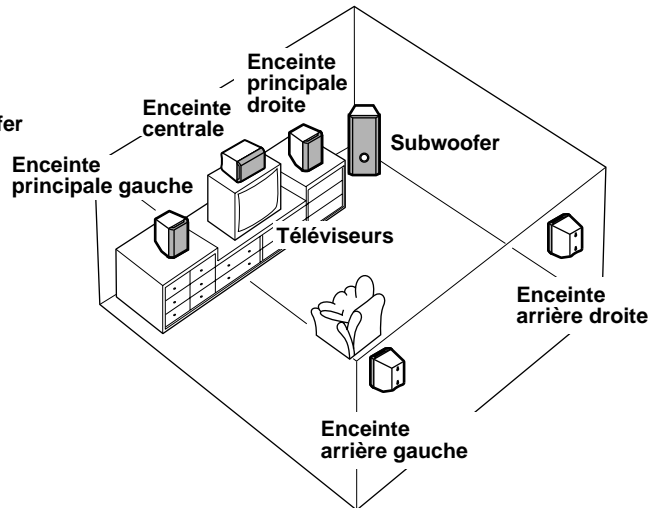 Enceinte
principale
droite
Enceinte
centrale
fer
Subwoofer
Enceinte
principale gauche
Téléviseurs
Enceinte
arrière droite
Enceinte
arrière gauche